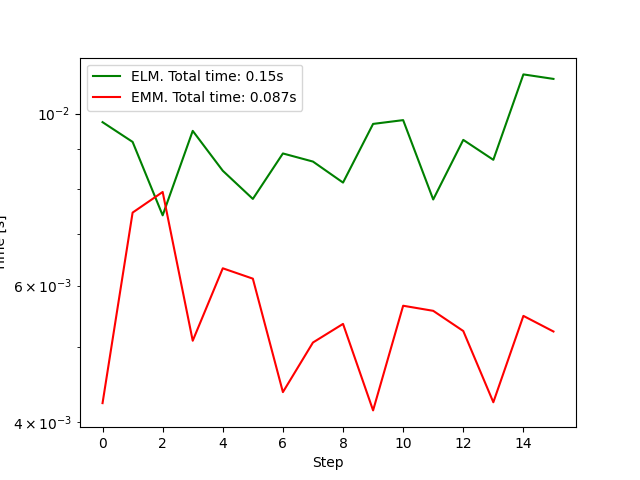 ELM. Total time: 0.15s
EMM. Total time: 0.087s
10⁻²
6 × 10⁻³
4 × 10⁻³
[s]
0 2 4 6 8 10 12 14
Step